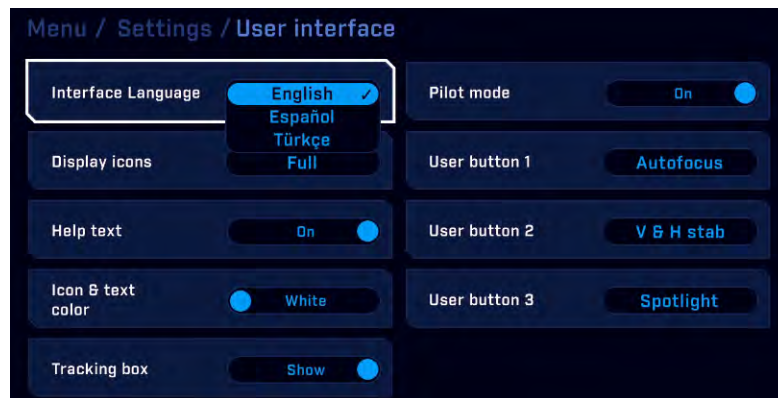 Menu / Settings / User interface
Interface Language
English ✓
Español
Türkçe
Display icons
Full
Help text
On
Icon & text
color
White
Tracking box
Show
Pilot mode
On
User button 1
Autofocus
User button 2
V & H stab
User button 3
Spotlight